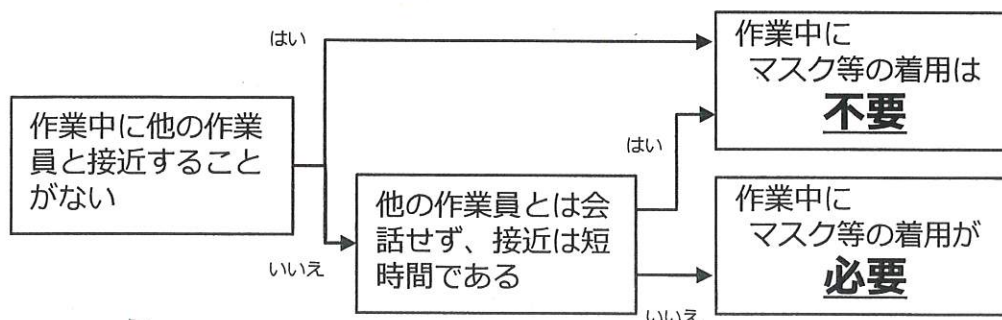 はい
作業中に
マスク等の着用は
不要
作業中に他の作業
員と接近すること
がない
はい
他の作業員とは会
話せず、接近は短
時間である
いいえ
作業中に
マスク等の着用が
必要
いいえ